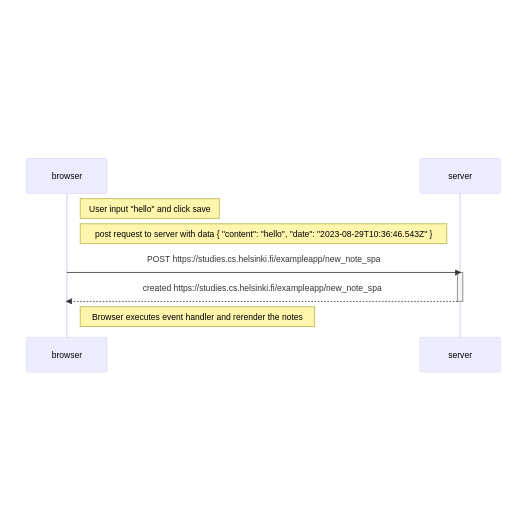 browser
server
User input "hello" and click save
post request to server with data { "content": "hello", "date": "2023-08-29T10:36:46.543Z" }
POST https://studies.cs.helsinki.fi/exampleapp/new_note_spa
created https://studies.cs.helsinki.fi/exampleapp/new_note_spa
Browser executes event handler and rerender the notes
browser
server